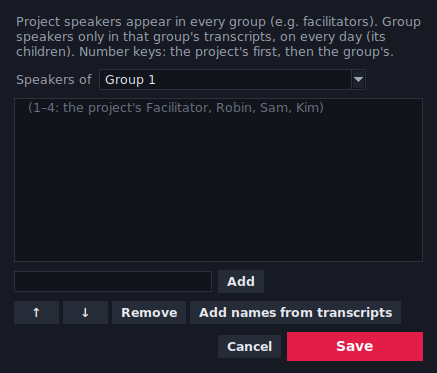 Project speakers appear in every group (e.g. facilitators). Group
speakers only in that group's transcripts, on every day (its
children). Number keys: the project's first, then the group's.
Speakers of Group 1
(1–4: the project's Facilitator, Robin, Sam, Kim)
Add
↑ ↓ Remove Add names from transcripts
Cancel Save